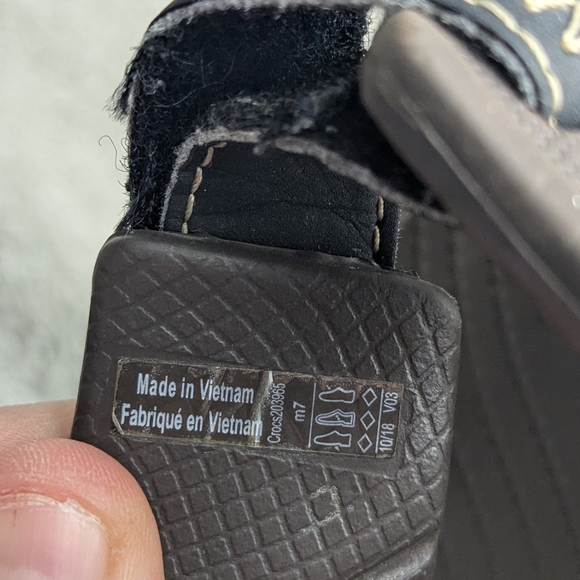 Made in Vietnam
Fabriqué en Vietnam
Crocs203965
m7
10/18 V03